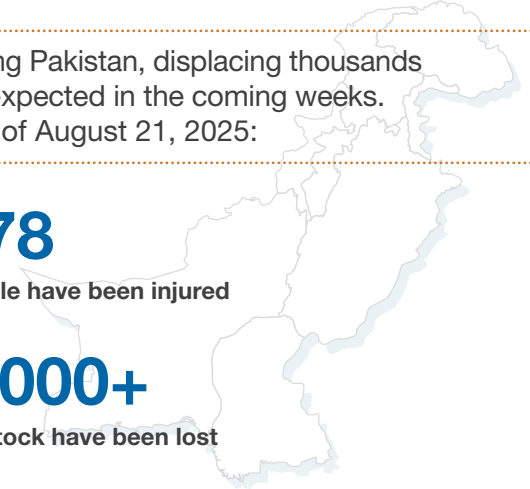 ng Pakistan, displacing thousands
expected in the coming weeks.
of August 21, 2025:
78
le have been injured
000+
tock have been lost